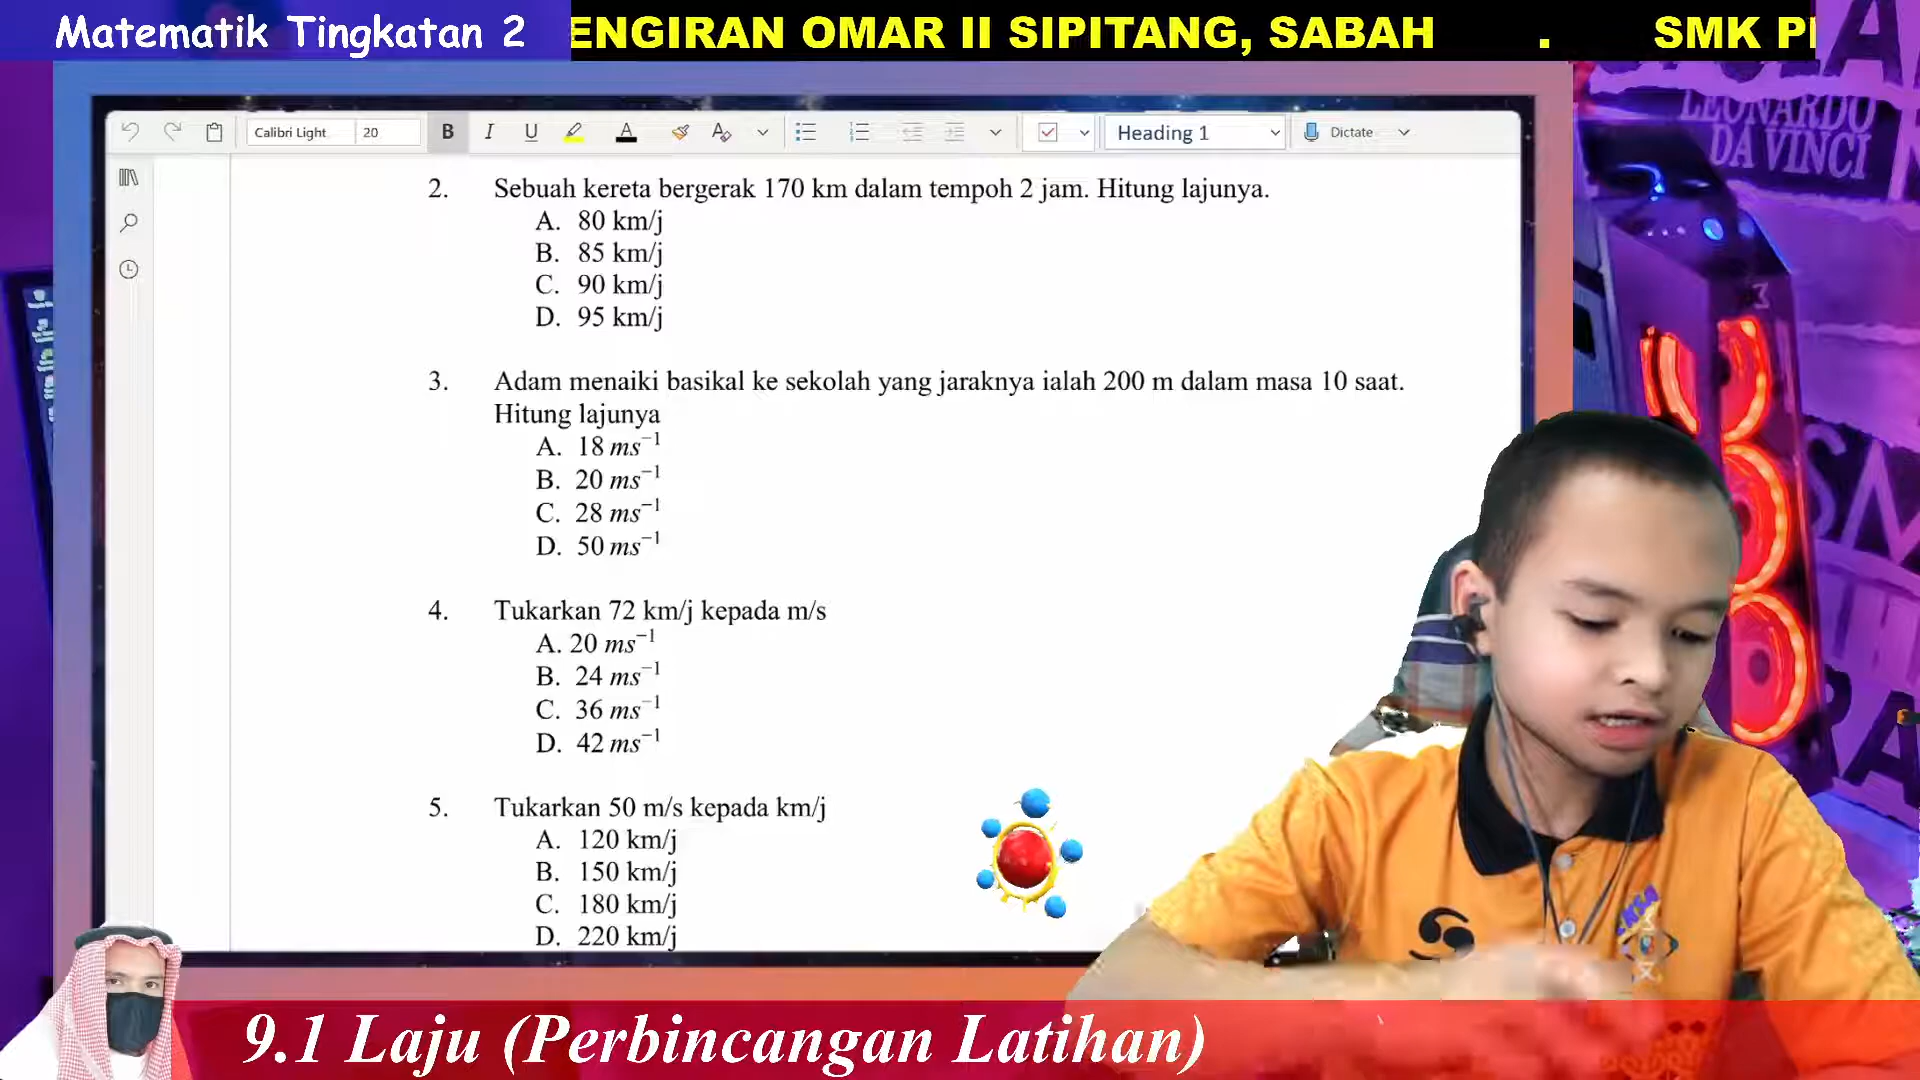 Matematik Tingkatan 2
ENGIRAN OMAR II SIPITANG, SABAH . SMK P
LEONARDO
DA VINCI
Calibri Light 20 B I U A A Heading 1 Dictate
2. Sebuah kereta bergerak 170 km dalam tempoh 2 jam. Hitung lajunya.
A. 80 km/j
B. 85 km/j
C. 90 km/j
D. 95 km/j
3. Adam menaiki basikal ke sekolah yang jaraknya ialah 200 m dalam masa 10 saat.
Hitung lajunya
A. 18 ms⁻¹
B. 20 ms⁻¹
C. 28 ms⁻¹
D. 50 ms⁻¹
4. Tukarkan 72 km/j kepada m/s
A. 20 ms⁻¹
B. 24 ms⁻¹
C. 36 ms⁻¹
D. 42 ms⁻¹
5. Tukarkan 50 m/s kepada km/j
A. 120 km/j
B. 150 km/j
C. 180 km/j
D. 220 km/j
9.1 Laju (Perbincangan Latihan)